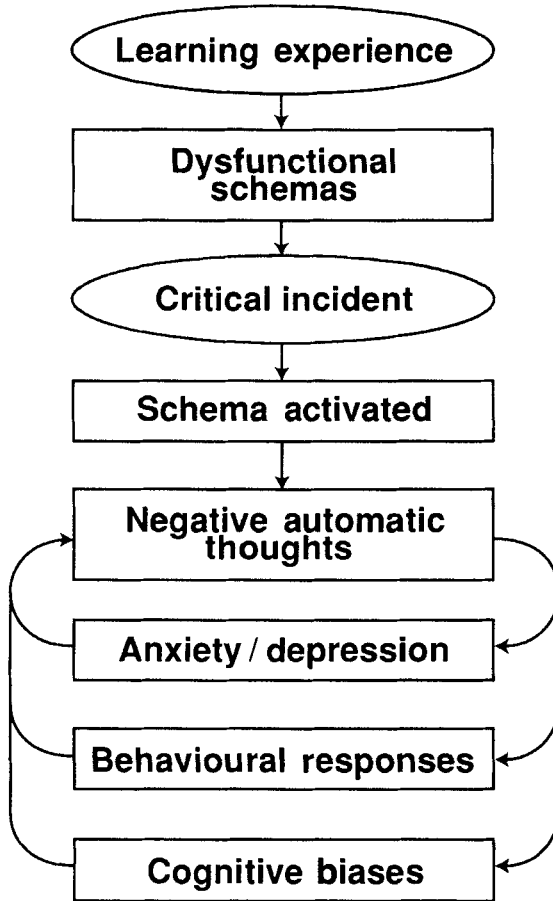 Learning experience
Dysfunctional
schemas
Critical incident
Schema activated
Negative automatic
thoughts
Anxiety / depression
Behavioural responses
Cognitive biases